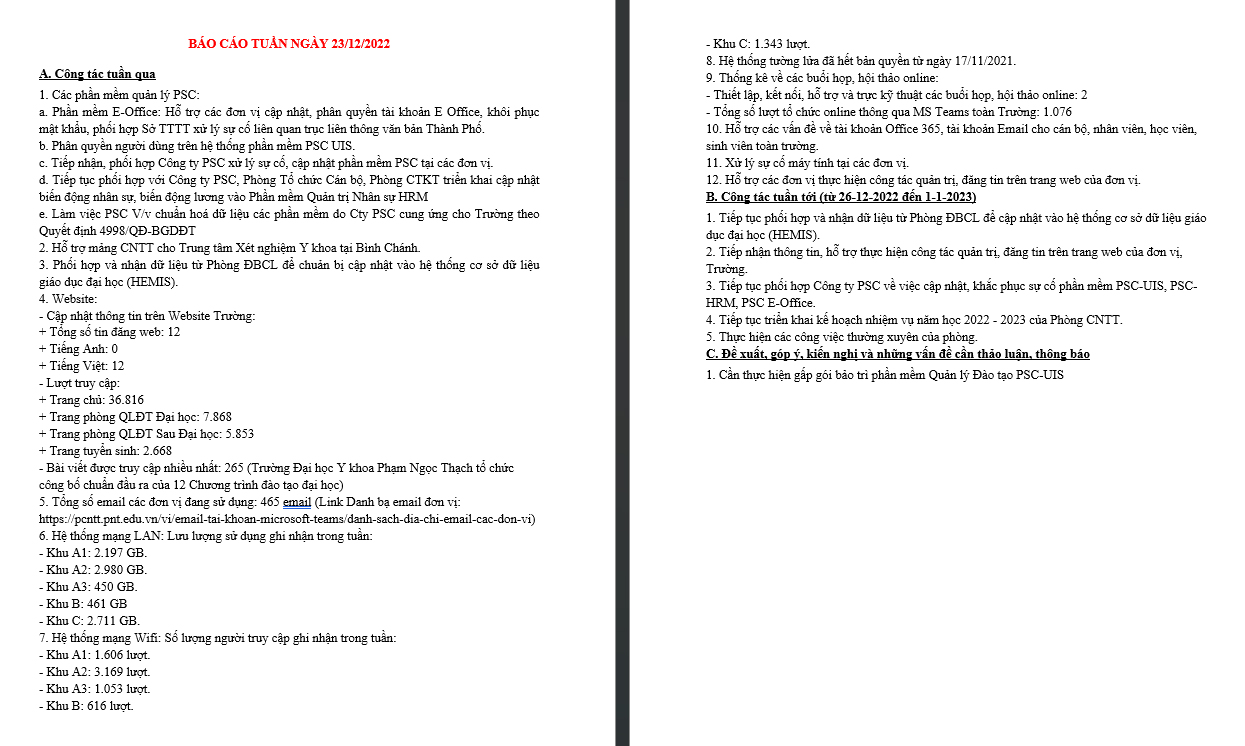 BÁO CÁO TUẦN NGÀY 23/12/2022
A. Công tác tuần qua
1. Các phần mềm quản lý PSC:
a. Phần mềm E-Office: Hỗ trợ các đơn vị cập nhật, phân quyền tài khoản E Office, khôi phục
mật khẩu, phối hợp Sở TTTT xử lý sự cố liên quan trục liên thông văn bản Thành Phố.
b. Phân quyền người dùng trên hệ thống phần mềm PSC UIS.
c. Tiếp nhận, phối hợp Công ty PSC xử lý sự cố, cập nhật phần mềm PSC tại các đơn vị.
d. Tiếp tục phối hợp với Công ty PSC, Phòng Tổ chức Cán bộ, Phòng CTKT triển khai cập nhật
biến động nhân sự, biến động lương vào Phần mềm Quản trị Nhân sự HRM
e. Làm việc PSC V/v chuẩn hoá dữ liệu các phần mềm do Cty PSC cung ứng cho Trường theo
Quyết định 4998/QĐ-BGDĐT
2. Hỗ trợ mảng CNTT cho Trung tâm Xét nghiệm Y khoa tại Bình Chánh.
3. Phối hợp và nhận dữ liệu từ Phòng ĐBCL để chuẩn bị cập nhật vào hệ thống cơ sở dữ liệu
giáo dục đại học (HEMIS).
4. Website:
- Cập nhật thông tin trên Website Trường:
+ Tổng số tin đăng web: 12
+ Tiếng Anh: 0
+ Tiếng Việt: 12
- Lượt truy cập:
+ Trang chủ: 36.816
+ Trang phòng QLĐT Đại học: 7.868
+ Trang phòng QLĐT Sau Đại học: 5.853
+ Trang tuyển sinh: 2.668
- Bài viết được truy cập nhiều nhất: 265 (Trường Đại học Y khoa Phạm Ngọc Thạch tổ chức
công bố chuẩn đầu ra của 12 Chương trình đào tạo đại học)
5. Tổng số email các đơn vị đang sử dụng: 465 email (Link Danh bạ email đơn vị:
https://pcntt.pnt.edu.vn/vi/email-tai-khoan-microsoft-teams/danh-sach-dia-chi-email-cac-don-vi)
6. Hệ thống mạng LAN: Lưu lượng sử dụng ghi nhận trong tuần:
- Khu A1: 2.197 GB.
- Khu A2: 2.980 GB.
- Khu A3: 450 GB.
- Khu B: 461 GB
- Khu C: 2.711 GB.
7. Hệ thống mạng Wifi: Số lượng người truy cập ghi nhận trong tuần:
- Khu A1: 1.606 lượt.
- Khu A2: 3.169 lượt.
- Khu A3: 1.053 lượt.
- Khu B: 616 lượt.
- Khu C: 1.343 lượt.
8. Hệ thống tường lửa đã hết bản quyền từ ngày 17/11/2021.
9. Thống kê về các buổi họp, hội thảo online:
- Thiết lập, kết nối, hỗ trợ và trực kỹ thuật các buổi họp, hội thảo online: 2
- Tổng số lượt tổ chức online thông qua MS Teams toàn Trường: 1.076
10. Hỗ trợ các vấn đề về tài khoản Office 365, tài khoản Email cho cán bộ, nhân viên, học viên,
sinh viên toàn trường.
11. Xử lý sự cố máy tính tại các đơn vị.
12. Hỗ trợ các đơn vị thực hiện công tác quản trị, đăng tin trên trang web của đơn vị.
B. Công tác tuần tới (từ 26-12-2022 đến 1-1-2023)
1. Tiếp tục phối hợp và nhận dữ liệu từ Phòng ĐBCL để cập nhật vào hệ thống cơ sở dữ liệu giáo
dục đại học (HEMIS).
2. Tiếp nhận thông tin, hỗ trợ thực hiện công tác quản trị, đăng tin trên trang web của đơn vị,
Trường.
3. Tiếp tục phối hợp Công ty PSC về việc cập nhật, khắc phục sự cố phần mềm PSC-UIS, PSC-
HRM, PSC E-Office.
4. Tiếp tục triển khai kế hoạch nhiệm vụ năm học 2022 - 2023 của Phòng CNTT.
5. Thực hiện các công việc thường xuyên của phòng.
C. Đề xuất, góp ý, kiến nghị và những vấn đề cần thảo luận, thông báo
1. Cần thực hiện gấp gói bảo trì phần mềm Quản lý Đào tạo PSC-UIS